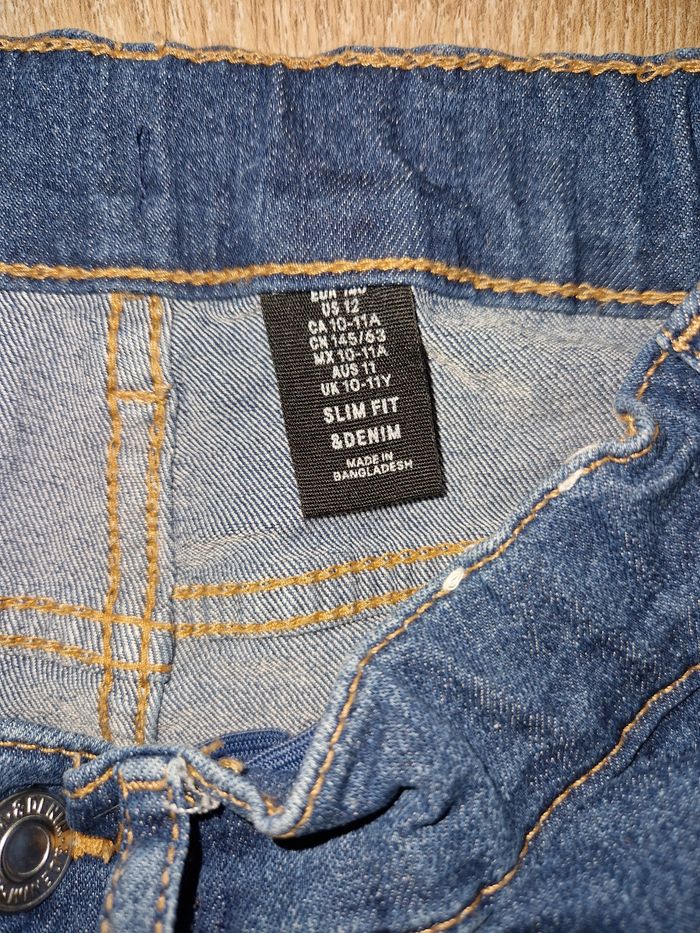 US 12
CA 10-11A
CN 145/63
MX 10-11A
AUS 11
UK 10-11Y
SLIM FIT
&DENIM
MADE IN
BANGLADESH
&DENIM